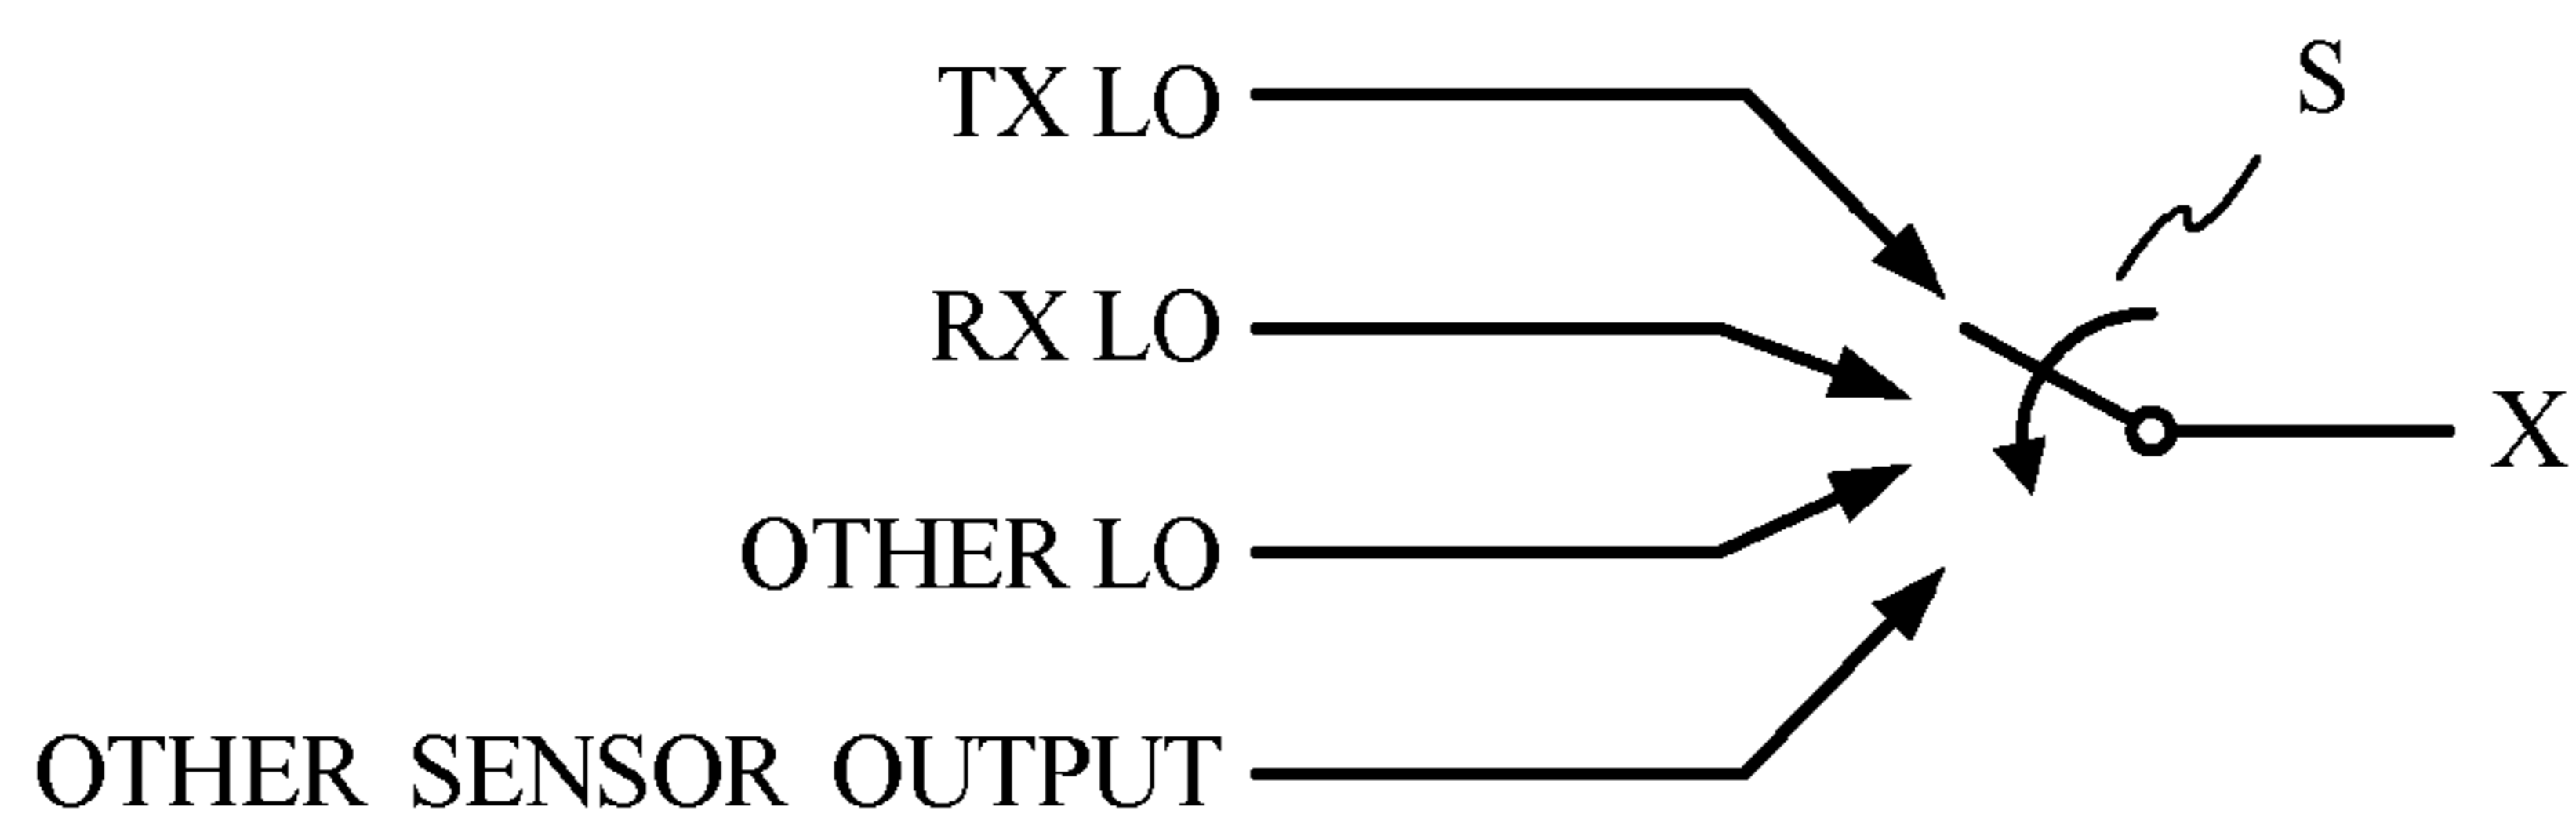 TX LO
S
RX LO
X
OTHER LO
OTHER SENSOR OUTPUT